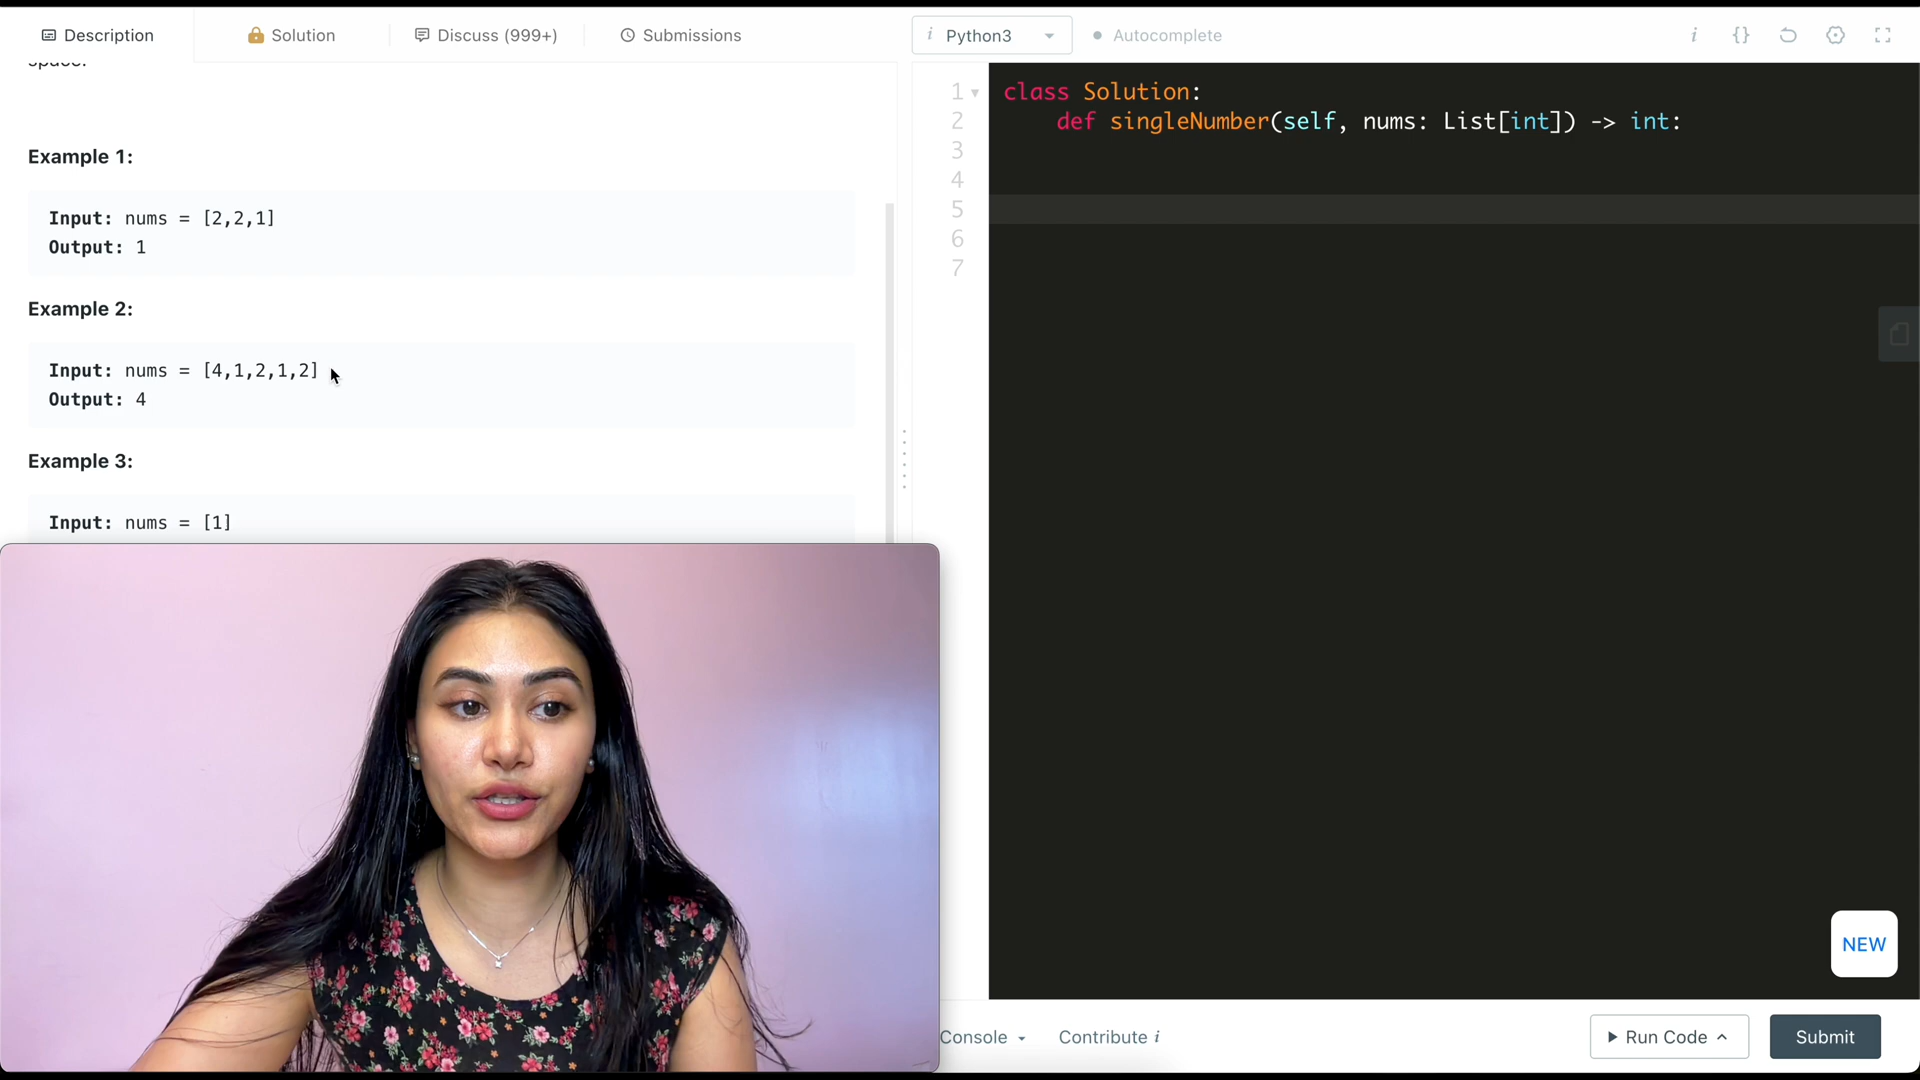 Description
Solution
Discuss (999+)
Submissions
i Python3
Autocomplete
i {}
space.
Example 1:
Input: nums = [2,2,1]
Output: 1
Example 2:
Input: nums = [4,1,2,1,2]
Output: 4
Example 3:
Input: nums = [1]
1 class Solution:
2 def singleNumber(self, nums: List[int]) -> int:
3
4
5
6
7
NEW
Console
Contribute i
Run Code
Submit